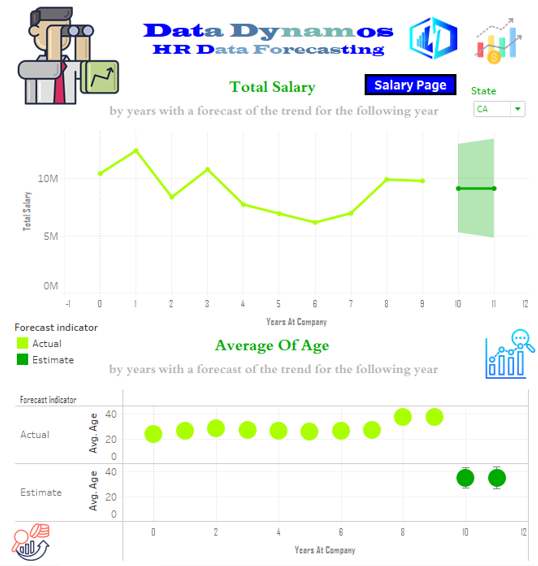 Data Dynamos
HR Data Forecasting
Total Salary
Salary Page
State
CA
by years with a forecast of the trend for the following year
Total Salary
10M
5M
0M
-1 0 1 2 3 4 5 6 7 8 9 10 11 12
Years At Company
Forecast indicator
Actual
Estimate
Average Of Age
by years with a forecast of the trend for the following year
Forecast indicator
Actual
Avg. Age
40
20
0
Estimate
Avg. Age
40
20
0
0 2 4 6 8 10 12
Years At Company